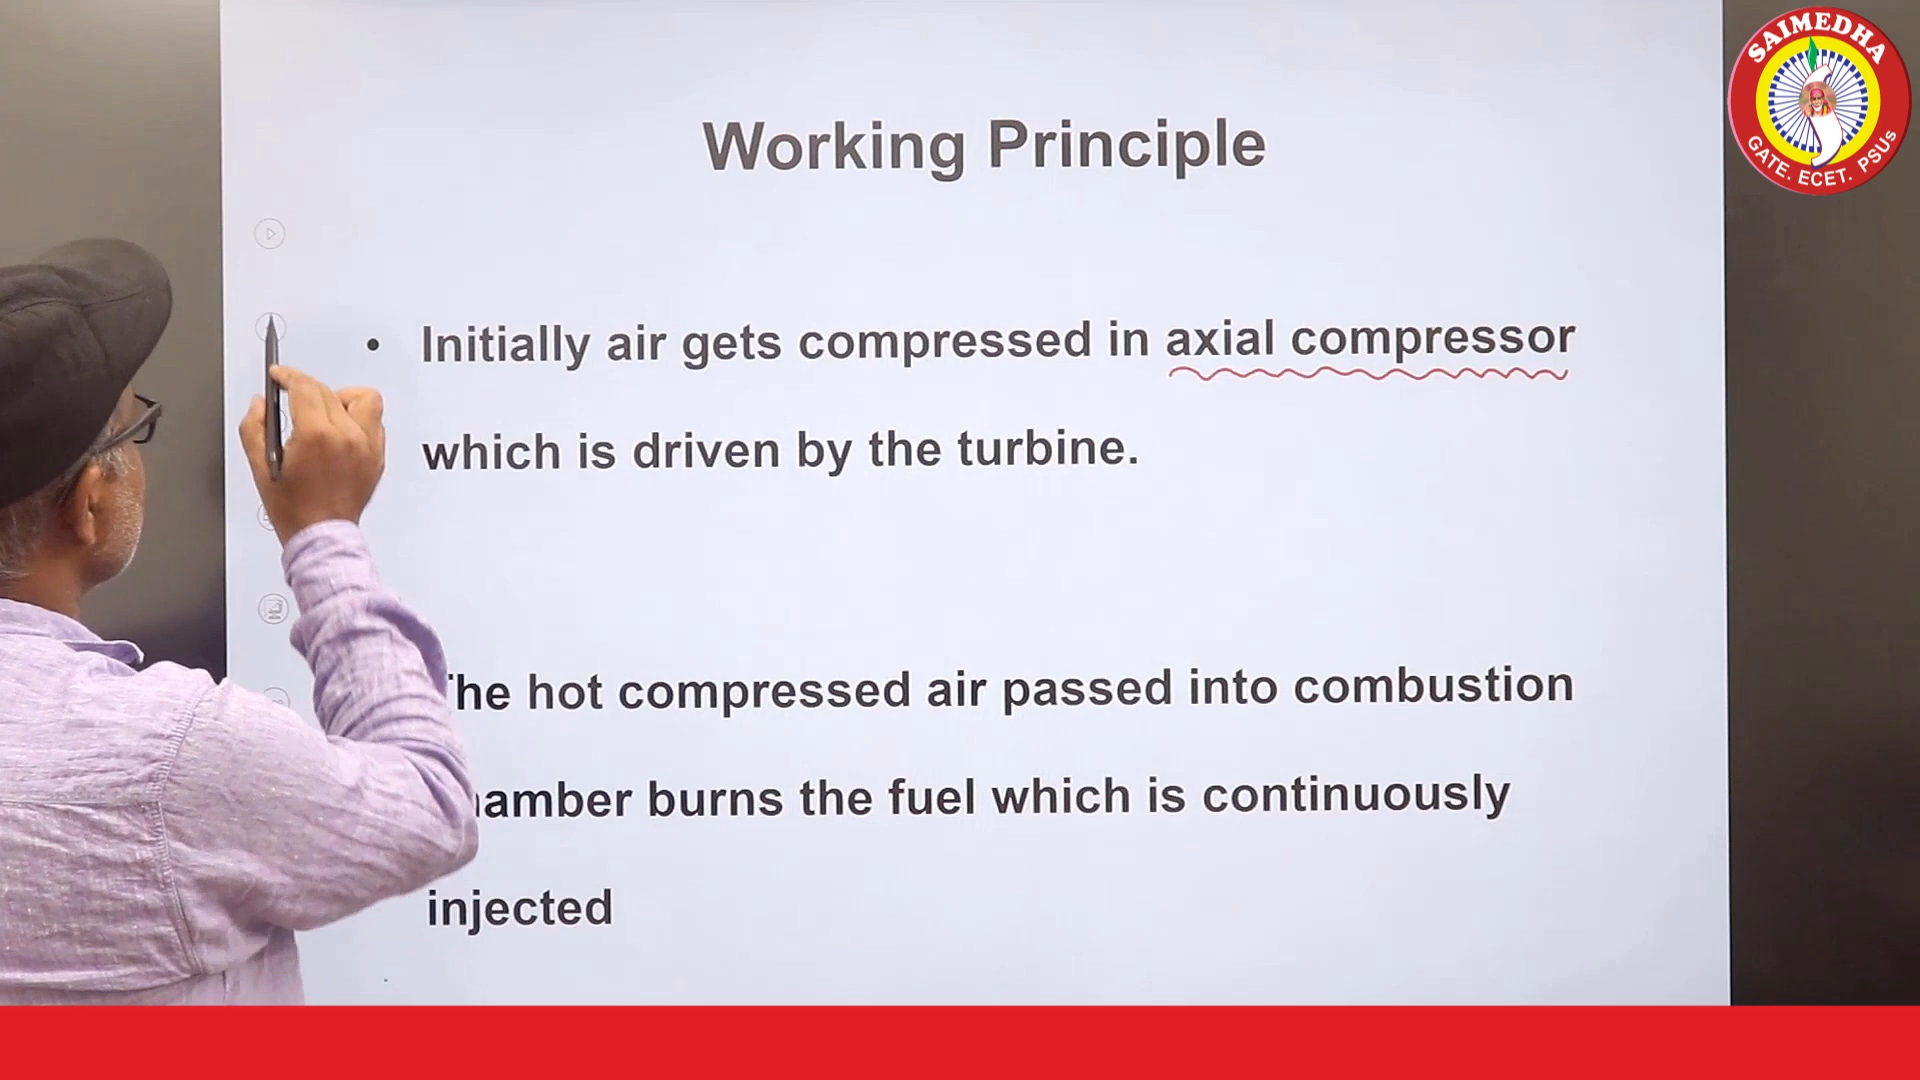 SAIMEDHA
GATE. ECET. PSUs
Working Principle
• Initially air gets compressed in axial compressor
which is driven by the turbine.
he hot compressed air passed into combustion
amber burns the fuel which is continuously
injected